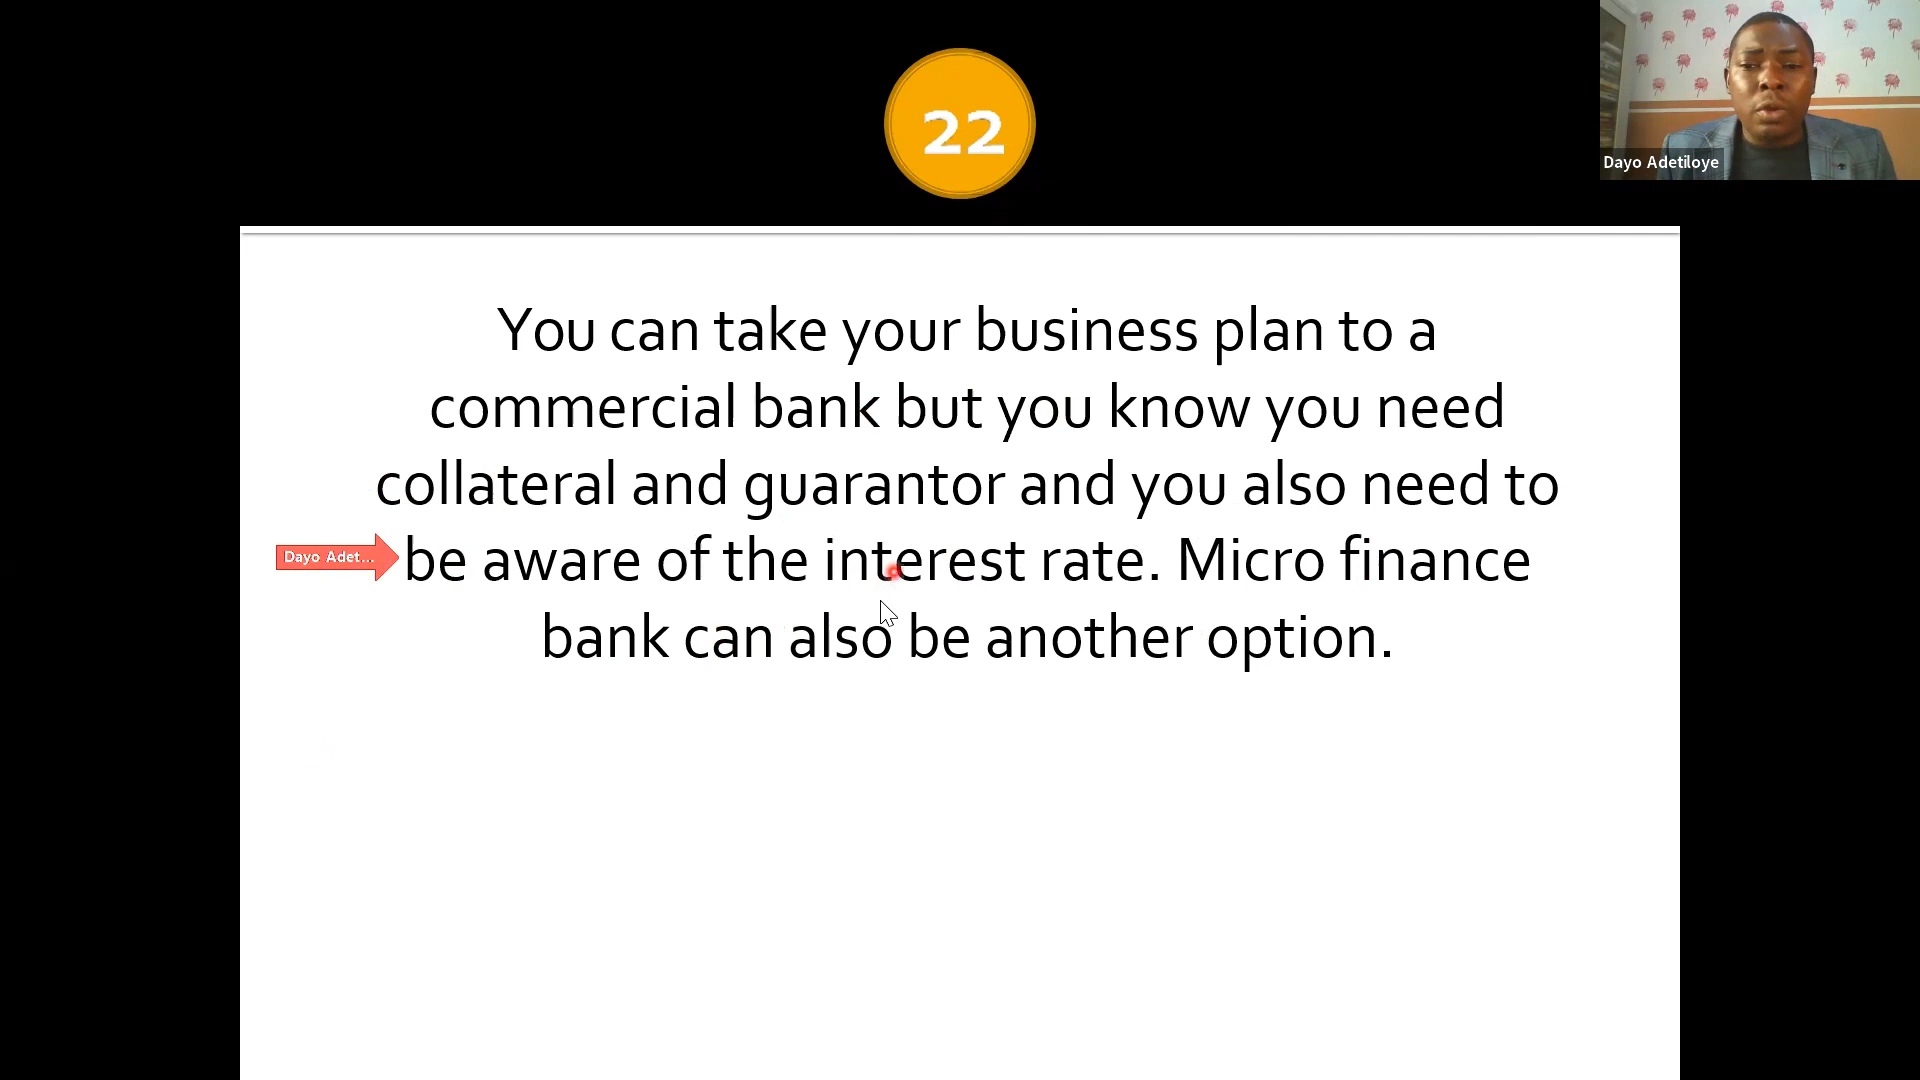 22
Dayo Adetiloye
You can take your business plan to a
commercial bank but you know you need
collateral and guarantor and you also need to
Dayo Adet...
be aware of the interest rate. Micro finance
bank can also be another option.